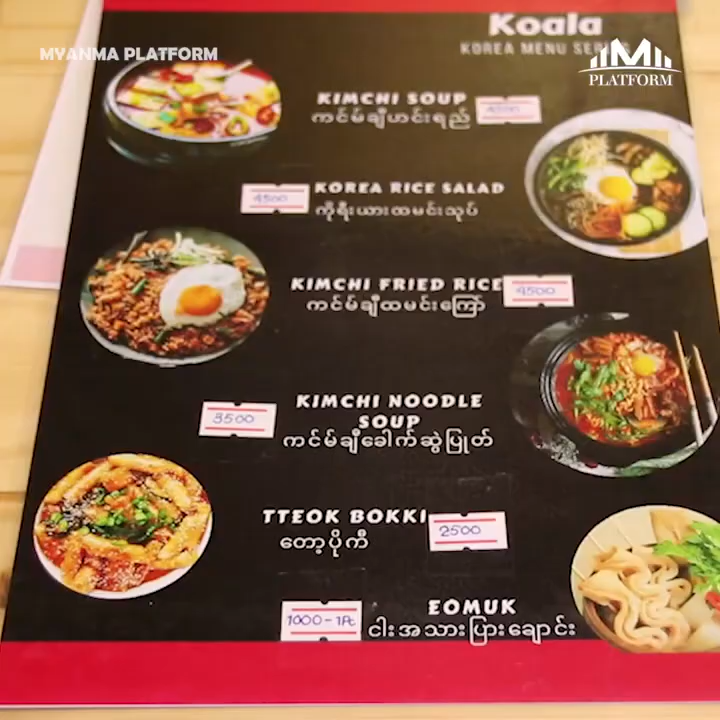 MYANMA PLATFORM
Koala
KOREA MENU
PLATFORM
KIMCHI SOUP
ကင်မ်ချီဟင်းရည်
4500 KOREA RICE SALAD
ကိုရီးယားထမင်းသုပ်
KIMCHI FRIED RICE 4500
ကင်မ်ချီထမင်းကြော်
KIMCHI NOODLE
3500 SOUP
ကင်မ်ချီခေါက်ဆွဲပြုတ်
TTEOK BOKKI 2500
တော့ပိုကီ
EOMUK
1000-1Pc ငါးအသားပြားချောင်း